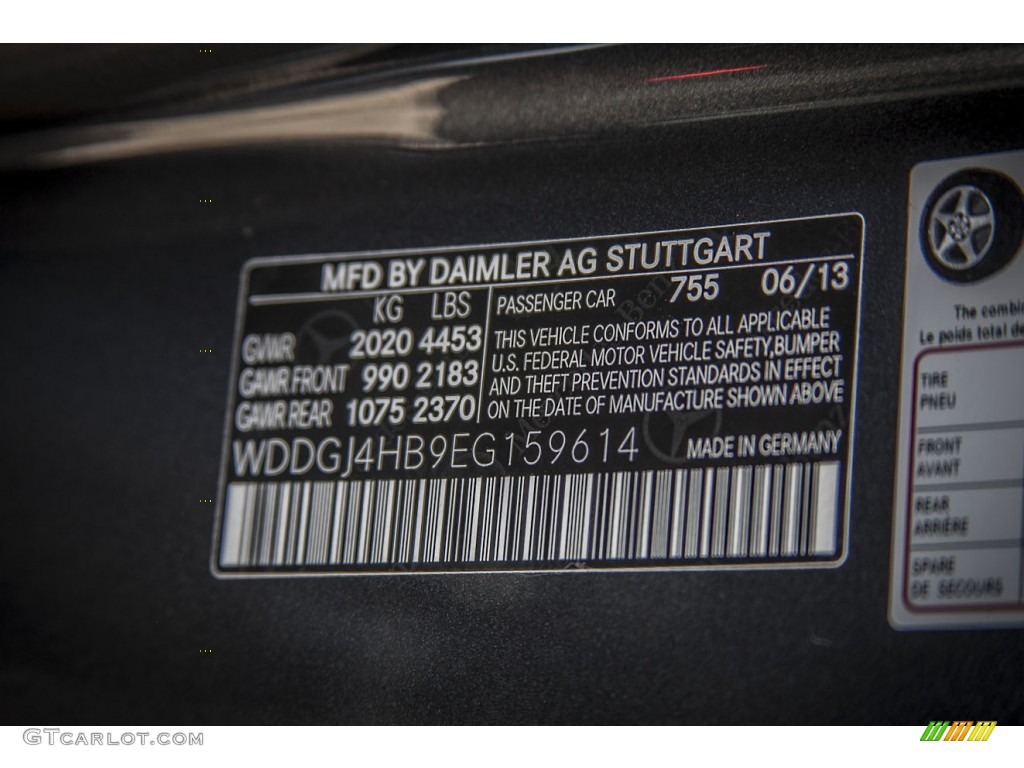 MFD BY DAIMLER AG STUTTGART
KG LBS
GVWR 2020 4453
GAWR FRONT 990 2183
GAWR REAR 1075 2370
PASSENGER CAR 755 06/13
THIS VEHICLE CONFORMS TO ALL APPLICABLE
U.S. FEDERAL MOTOR VEHICLE SAFETY,BUMPER
AND THEFT PREVENTION STANDARDS IN EFFECT
ON THE DATE OF MANUFACTURE SHOWN ABOVE
WDDGJ4HB9EG159614 MADE IN GERMANY
The combin
Le poids total de
TIRE
PNEU
FRONT
AVANT
REAR
ARRIÈRE
SPARE
DE SECOURS
GTCARLOT.COM